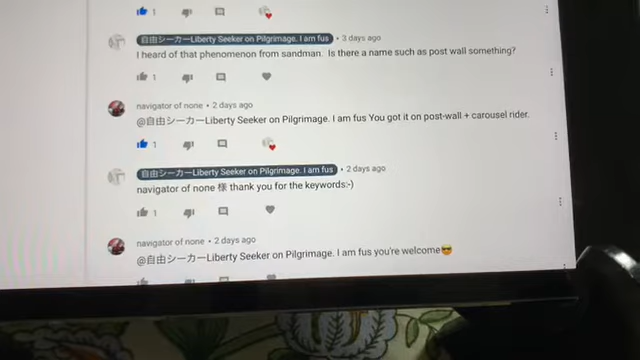 1
自由シーカーLiberty Seeker on Pilgrimage. I am fus • 3 days ago
I heard of that phenomenon from sandman. Is there a name such as post wall something?
1
navigator of none • 2 days ago
@自由シーカーLiberty Seeker on Pilgrimage. I am fus You got it on post-wall + carousel rider.
1
自由シーカーLiberty Seeker on Pilgrimage. I am fus • 2 days ago
navigator of none 様 thank you for the keywords:-)
1
navigator of none • 2 days ago
@自由シーカーLiberty Seeker on Pilgrimage. I am fus you're welcome😎